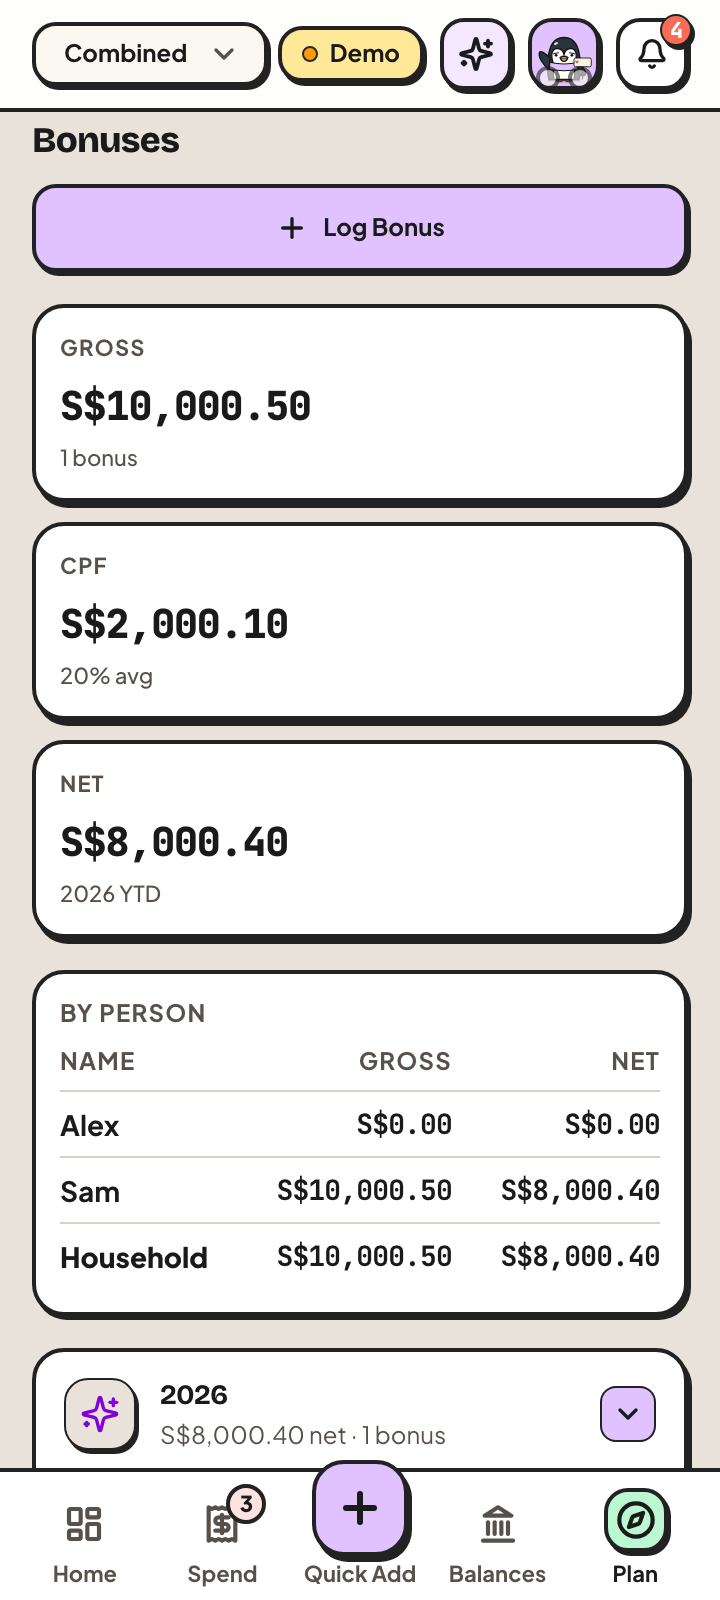 Combined
Demo
4
Bonuses
Log Bonus
GROSS
S$10,000.50
1 bonus
CPF
S$2,000.10
20% avg
NET
S$8,000.40
2026 YTD
BY PERSON
NAME GROSS NET
Alex S$0.00 S$0.00
Sam S$10,000.50 S$8,000.40
Household S$10,000.50 S$8,000.40
2026
S$8,000.40 net · 1 bonus
3
Home Spend Quick Add Balances Plan